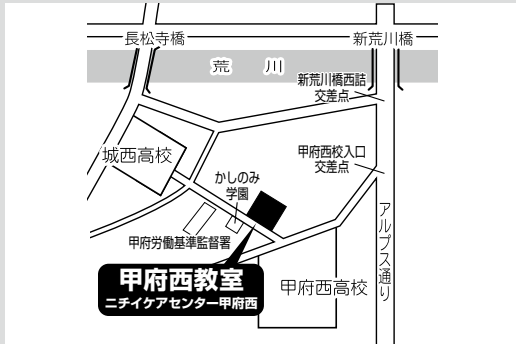 長松寺橋
新荒川橋
荒　川
新荒川橋西詰
交差点
城西高校
甲府西校入口
交差点
かしのみ
学園
アルプス通り
甲府労働基準監督署
甲府西教室
ニチイケアセンター甲府西
甲府西高校